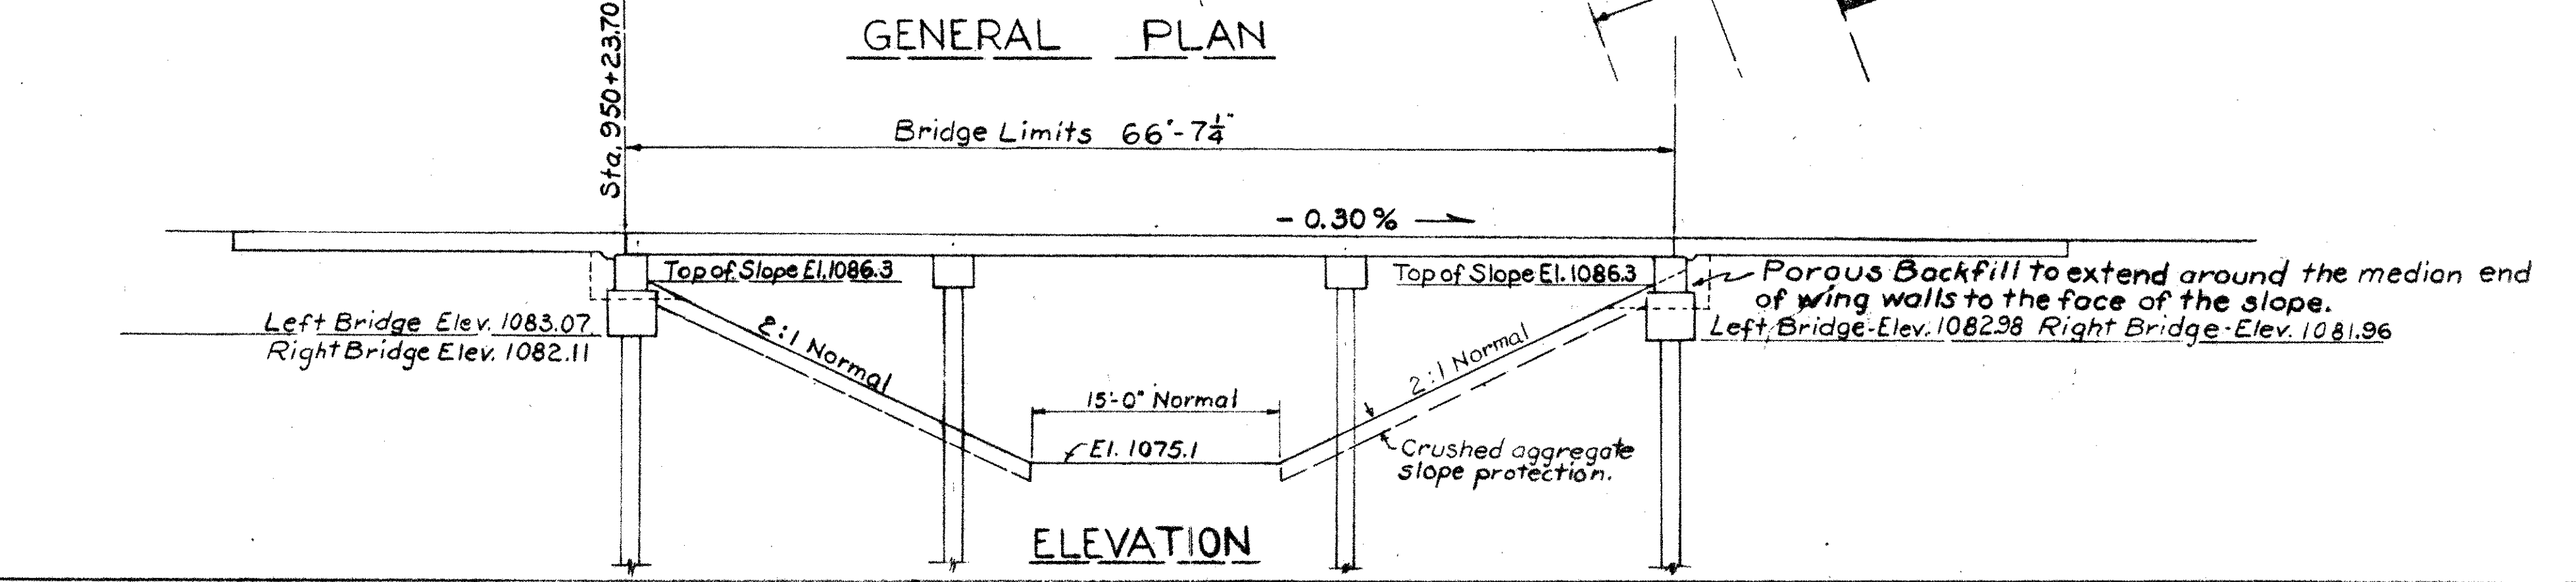 GENERAL PLAN
Sta. 950+23.70
Bridge Limits 66'-7¼"
- 0.30%
Top of Slope El. 1086.3
Top of Slope El. 1086.3
Porous Backfill to extend around the median end
of wing walls to the face of the slope.
Left Bridge Elev. 1083.07
Right Bridge Elev. 1082.11
Left Bridge-Elev. 1082.98 Right Bridge-Elev. 1081.96
2:1 Normal
2:1 Normal
15'-0" Normal
El. 1075.1
Crushed aggregate
slope protection.
ELEVATION